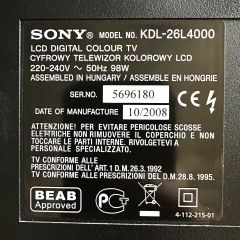 SONY® MODEL NO. KDL-26L4000
LCD DIGITAL COLOUR TV
CYFROWY TELEWIZOR KOLOROWY LCD
220-240V ~ 50Hz 98W
ASSEMBLED IN HUNGARY / ASSEMBLE EN HONGRIE
SER.NO. 5696180
DATE OF MANUFACTURE 10/2008
ATTENZIONE! PER EVITARE PERICOLOSE SCOSSE
ELETTRICHE NON RIMUOVERE IL COPERCHIO E NON
TOCCARE LE PARTI INTERNE. RIVOLGETEVI A
PERSONALE SPECIALIZZATO.
TV CONFORME ALLE
PRESCRIZIONI DELL' ART.1 D.M. 26.3.1992
TV CONFORME ALLE PRESCRIZIONI DEL D.M. 28.8.1995.
BEAB
Approved
4-112-215-01